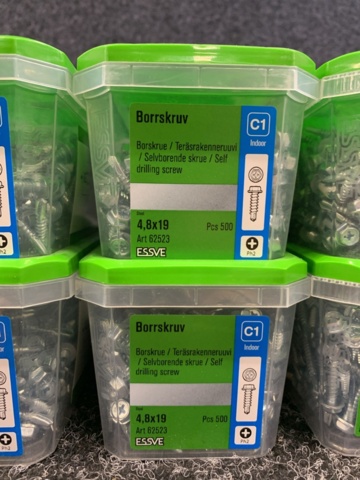 Borrskruv
C1
Indoor
Borskrue / Teräsrakenneruuvi
/ Selvborende skrue / Self
drilling screw
4,8x19
Pcs 500
Art 62523
ESSVE
Ph2
Borrskruv
C1
Indoor
Borskrue / Teräsrakenneruuvi
/ Selvborende skrue / Self
drilling screw
4,8x19
Pcs 500
Art 62523
ESSVE
Ph2